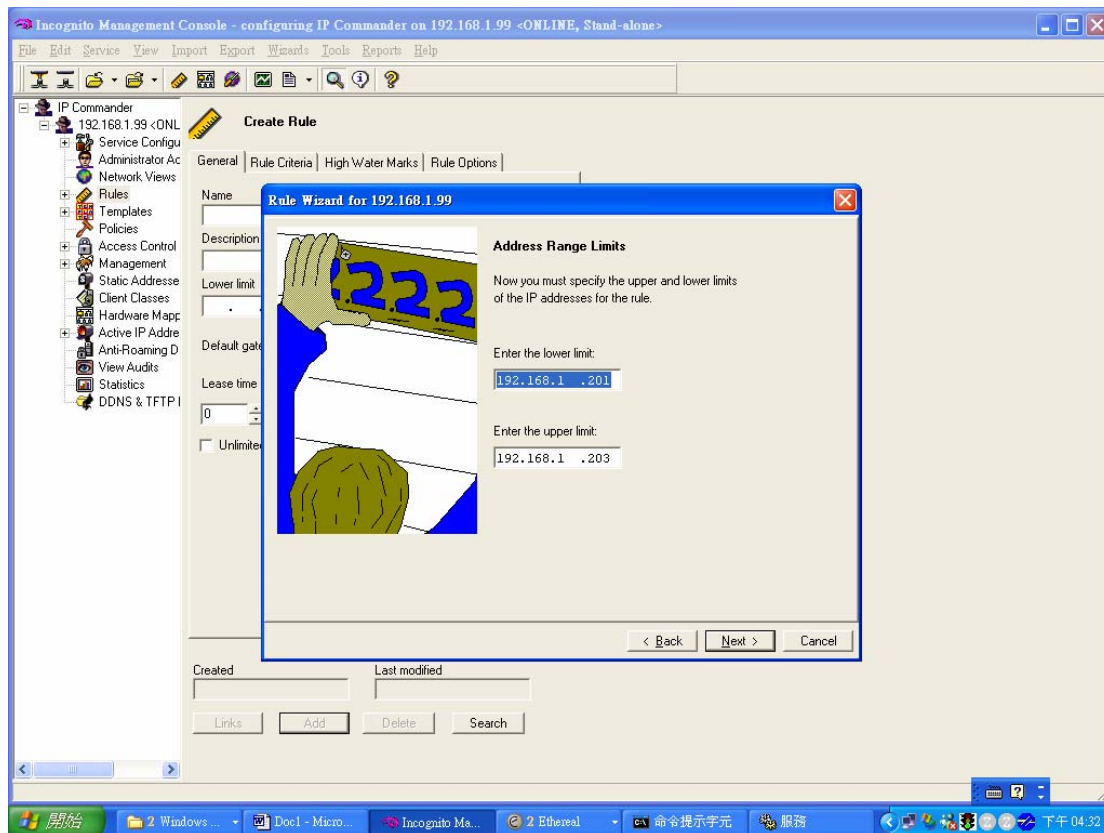 Incognito Management Console - configuring IP Commander on 192.168.1.99 <ONLINE, Stand-alone>
File Edit Service View Import Export Wizards Tools Reports Help
IP Commander
192.168.1.99 <ONL
Service Configu
Administrator Ac
Network Views
Rules
Templates
Policies
Access Control
Management
Static Addresse
Client Classes
Hardware Mapp
Active IP Addre
Anti-Roaming D
View Audits
Statistics
DDNS & TFTP
Create Rule
General Rule Criteria High Water Marks Rule Options
Name
Description
Lower limit
. .
Default gate
Lease time
0
Unlimite
Rule Wizard for 192.168.1.99
2.2.2
Address Range Limits
Now you must specify the upper and lower limits
of the IP addresses for the rule.
Enter the lower limit:
192.168.1 .201
Enter the upper limit:
192.168.1 .203
< Back Next > Cancel
Created Last modified
Links Add Delete Search
開始 2 Windows ... Doc1 - Micro... Incognito Ma... 2 Ethereal 命令提示字元 服務 下午 04:32